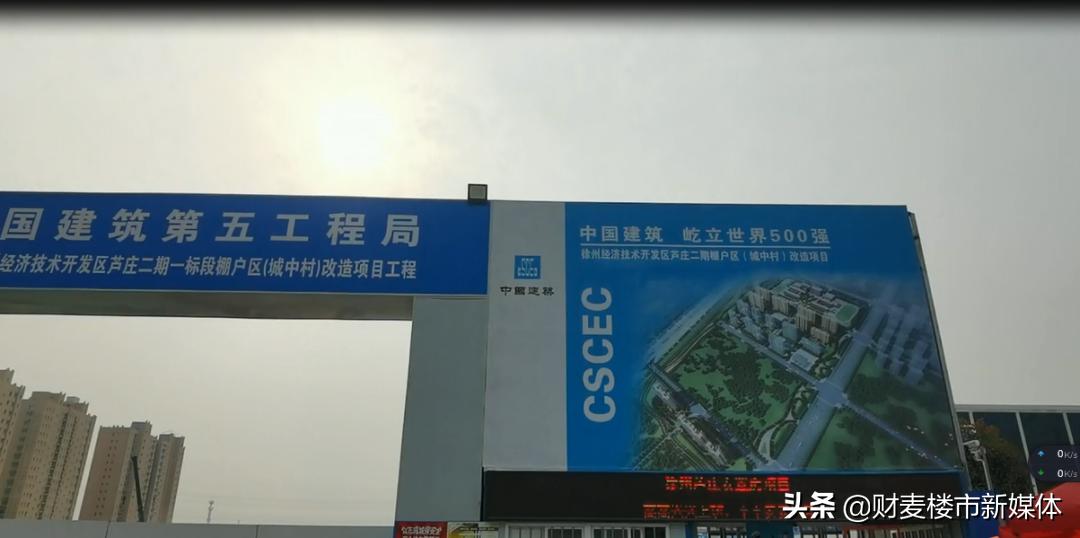 国建筑第五工程局
经济技术开发区芦庄二期一标段棚户区(城中村)改造项目工程
中国建筑
中国建筑 屹立世界500强
徐州经济技术开发区芦庄二期棚户区（城中村）改造项目
CSCEC
0K/s
0K/s
头条 @财麦楼市新媒体